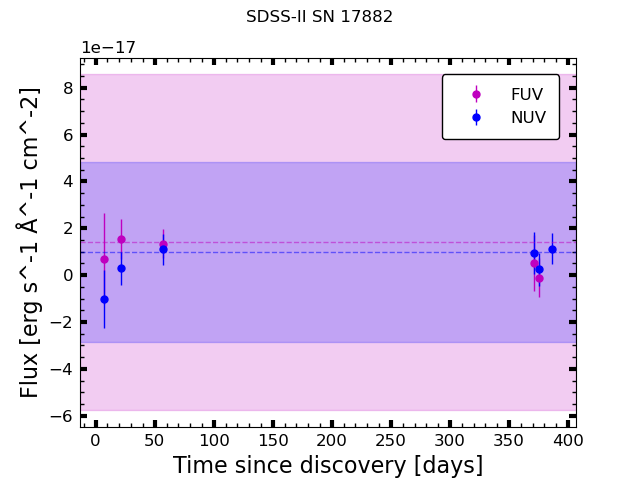 SDSS-II SN 17882
1e−17
FUV
NUV
8
6
4
2
0
−2
−4
−6
Flux [erg s^-1 Å^-1 cm^-2]
0 50 100 150 200 250 300 350 400
Time since discovery [days]